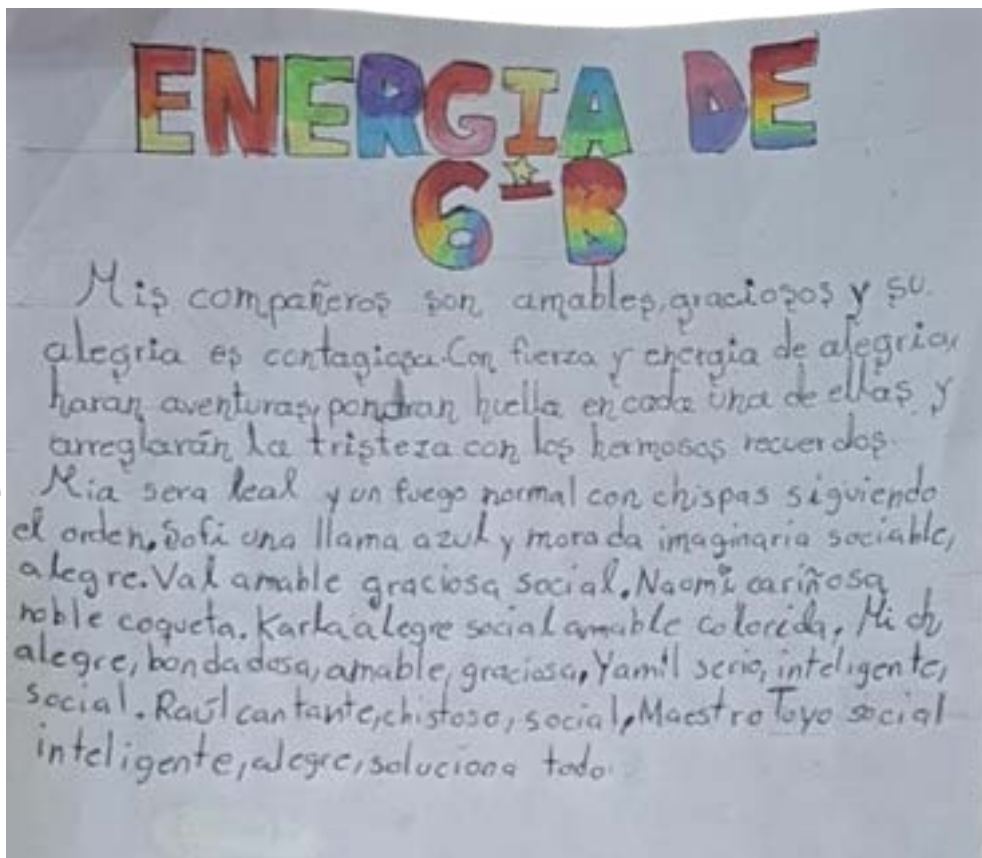 ENERGIA DE
6-B
Mis compañeros son amables, graciosos y su
alegria es contagiosa. Con fuerza y energia de alegria,
haran aventuras, pondran huella en cada una de ellas y
arreglarán la tristeza con los hermosos recuerdos.
Mia sera leal y un fuego normal con chispas siguiendo
el orden. Sofi una llama azul y morada imaginaria sociable,
alegre. Val amable graciosa social. Naomi cariñosa
noble coqueta. Karla alegre social amable colorida. Mich
alegre, bondadosa, amable, graciosa, Yamil serio, inteligente,
social. Raúl cantante, chistoso, social, Maestro Toyo social
inteligente, alegre, soluciona todo.